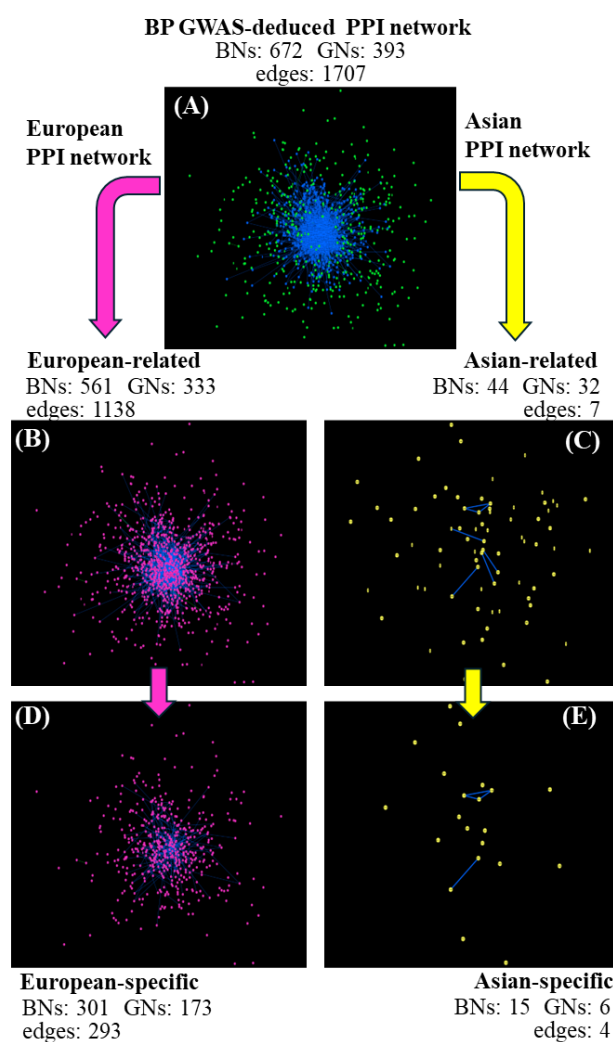 BP GWAS-deduced PPI network
BNs: 672 GNs: 393
edges: 1707
(A)
European
PPI network
Asian
PPI network
European-related
BNs: 561 GNs: 333
edges: 1138
Asian-related
BNs: 44 GNs: 32
edges: 7
(B)
(C)
(D)
(E)
European-specific
BNs: 301 GNs: 173
edges: 293
Asian-specific
BNs: 15 GNs: 6
edges: 4